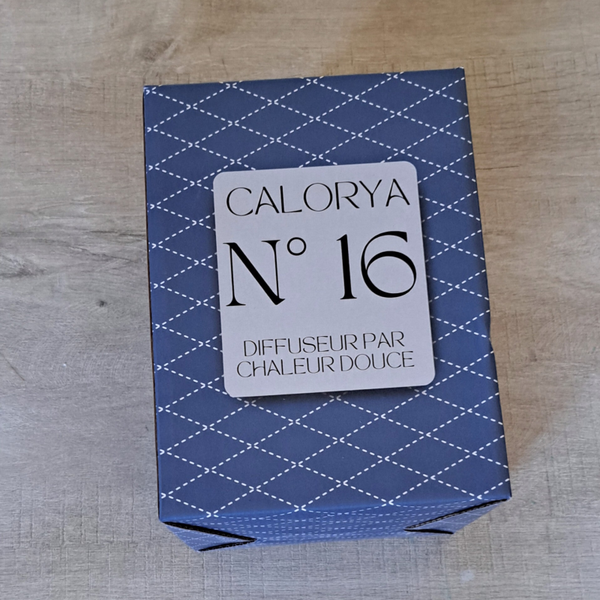 CALORYA
N° 16
DIFFUSEUR PAR
CHALEUR DOUCE